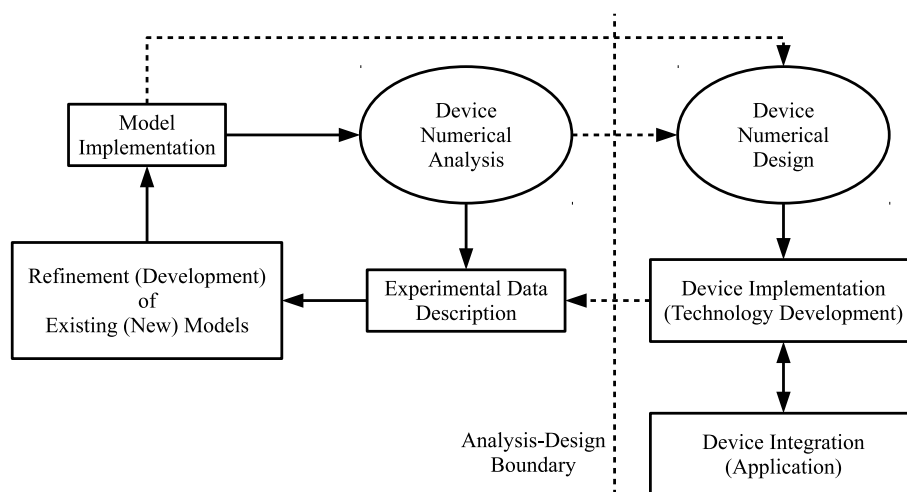 Model
Implementation
Device
Numerical
Analysis
Device
Numerical
Design
Refinement (Development)
of
Existing (New) Models
Experimental Data
Description
Device Implementation
(Technology Development)
Analysis-Design
Boundary
Device Integration
(Application)